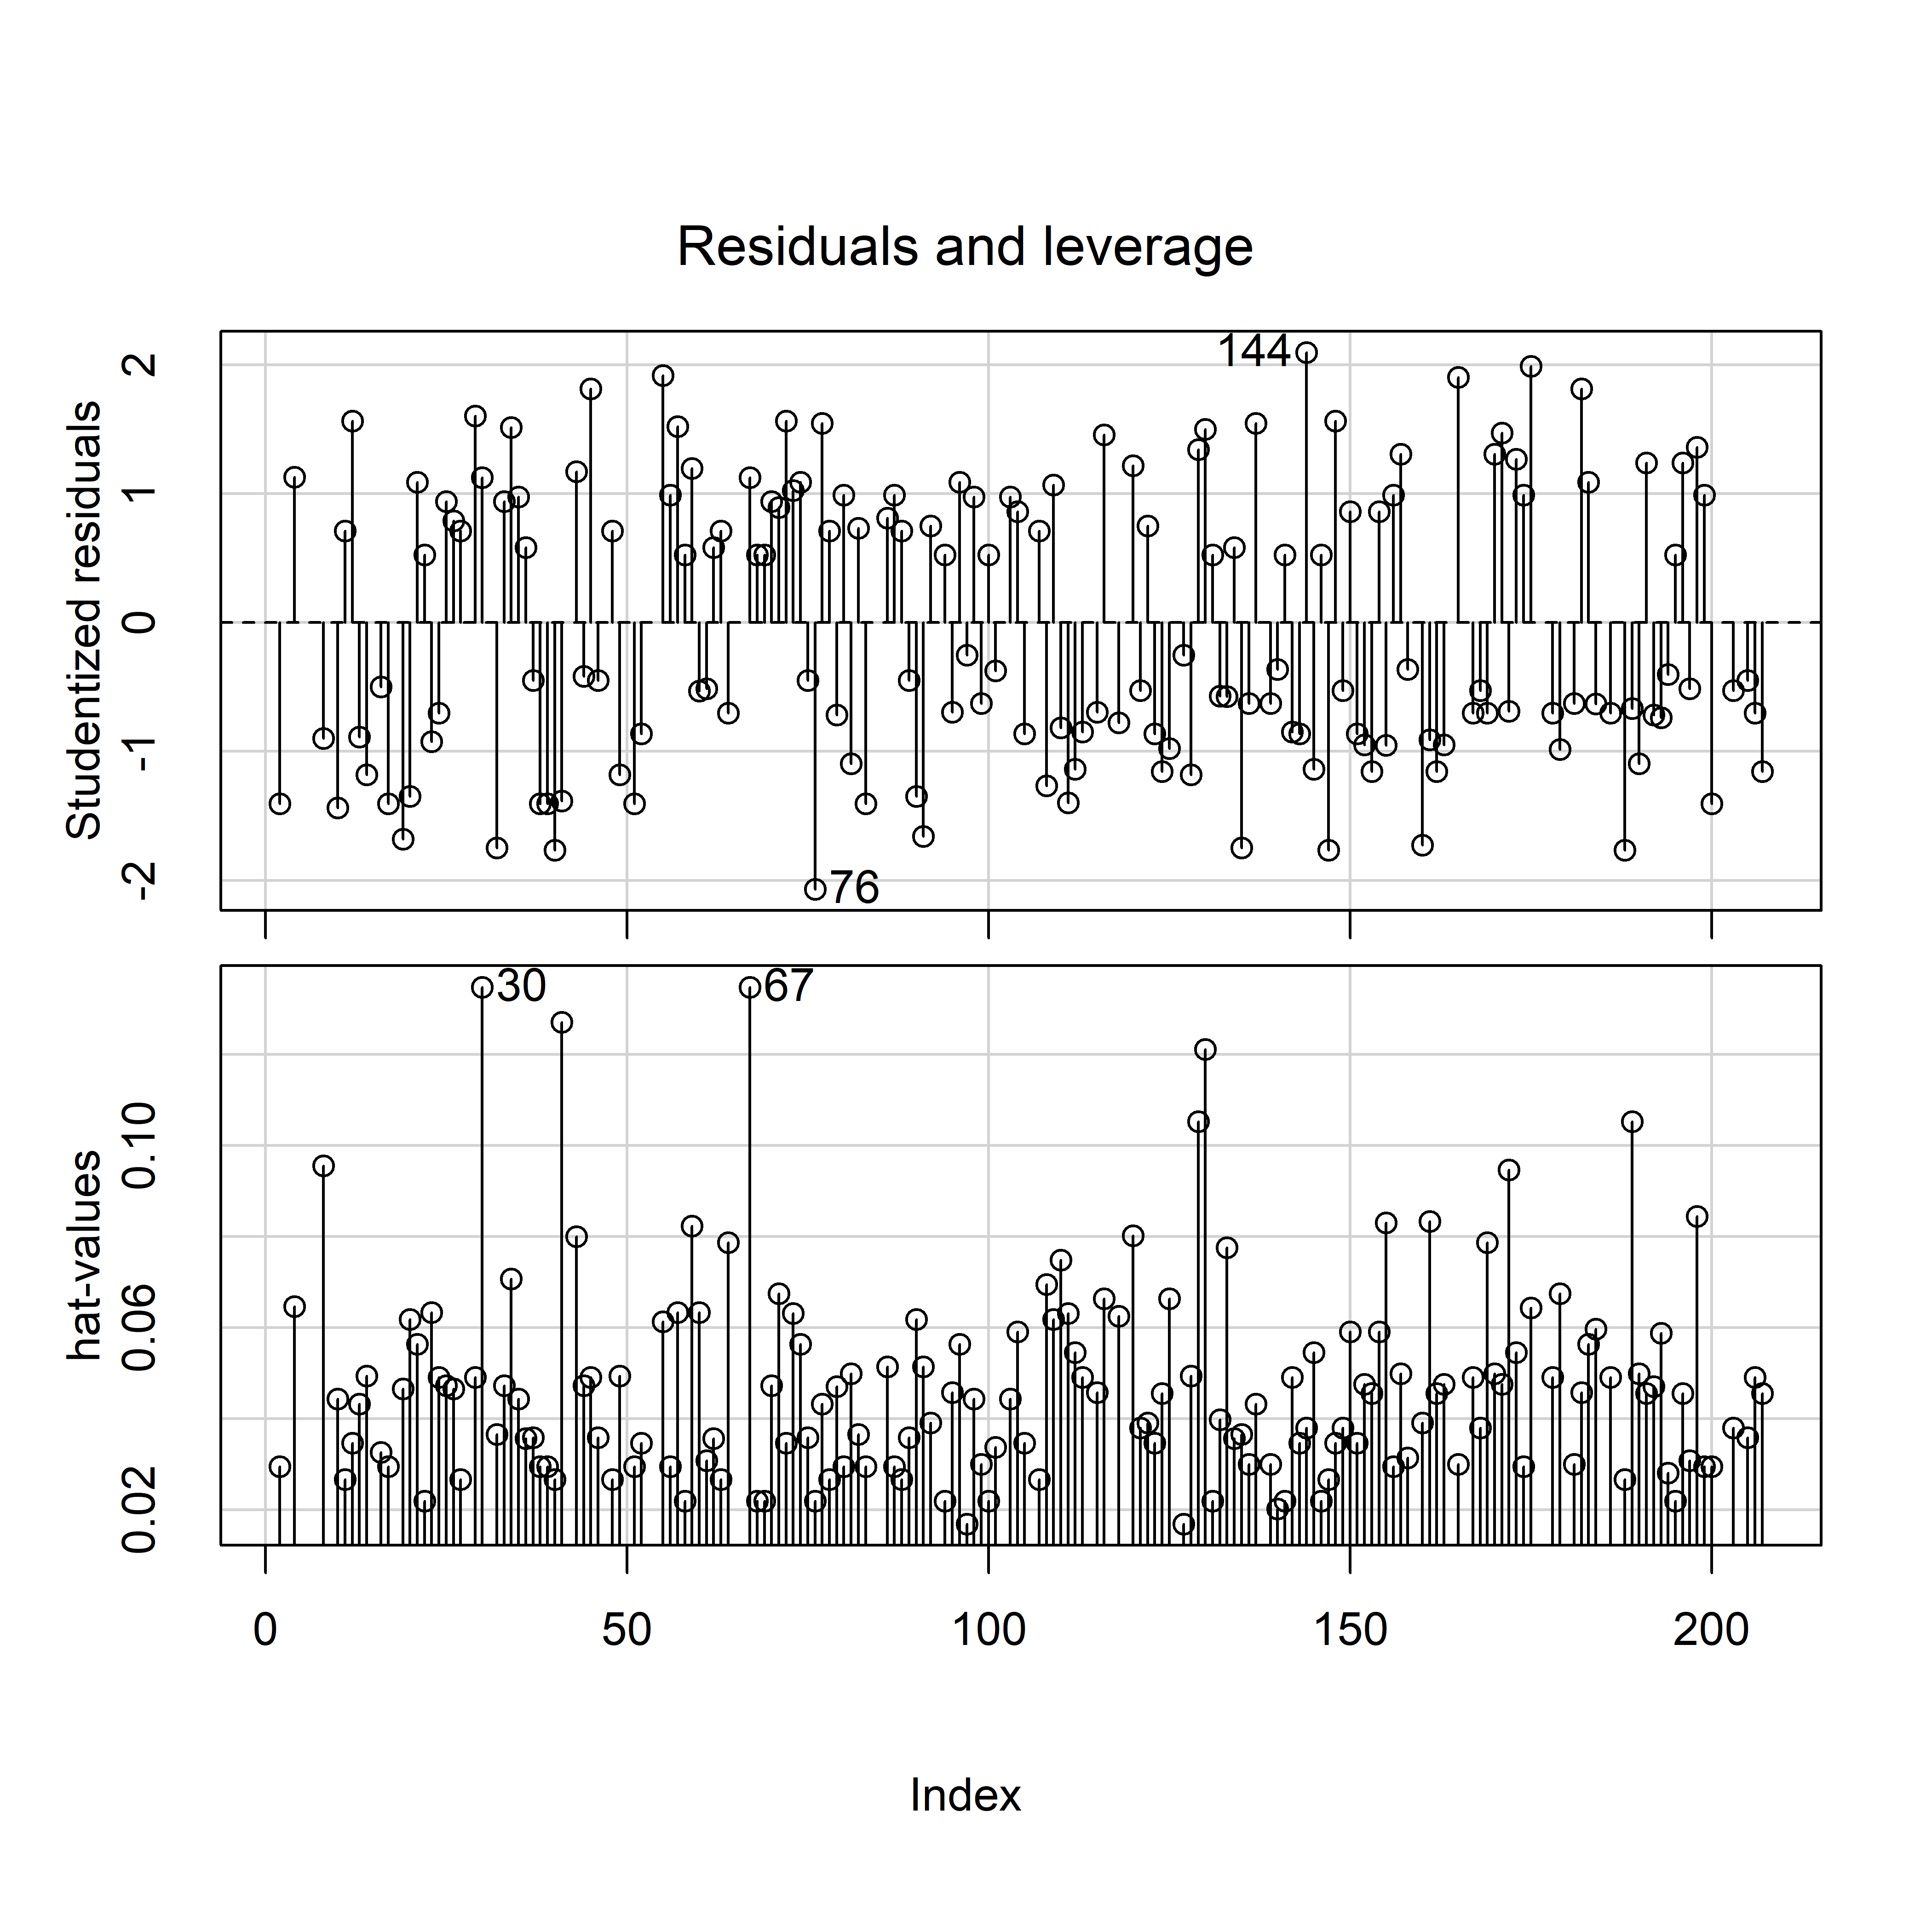 Residuals and leverage
Studentized residuals
2
1
0
-1
-2
144
76
hat-values
0.10
0.06
0.02
30
67
0 50 100 150 200
Index